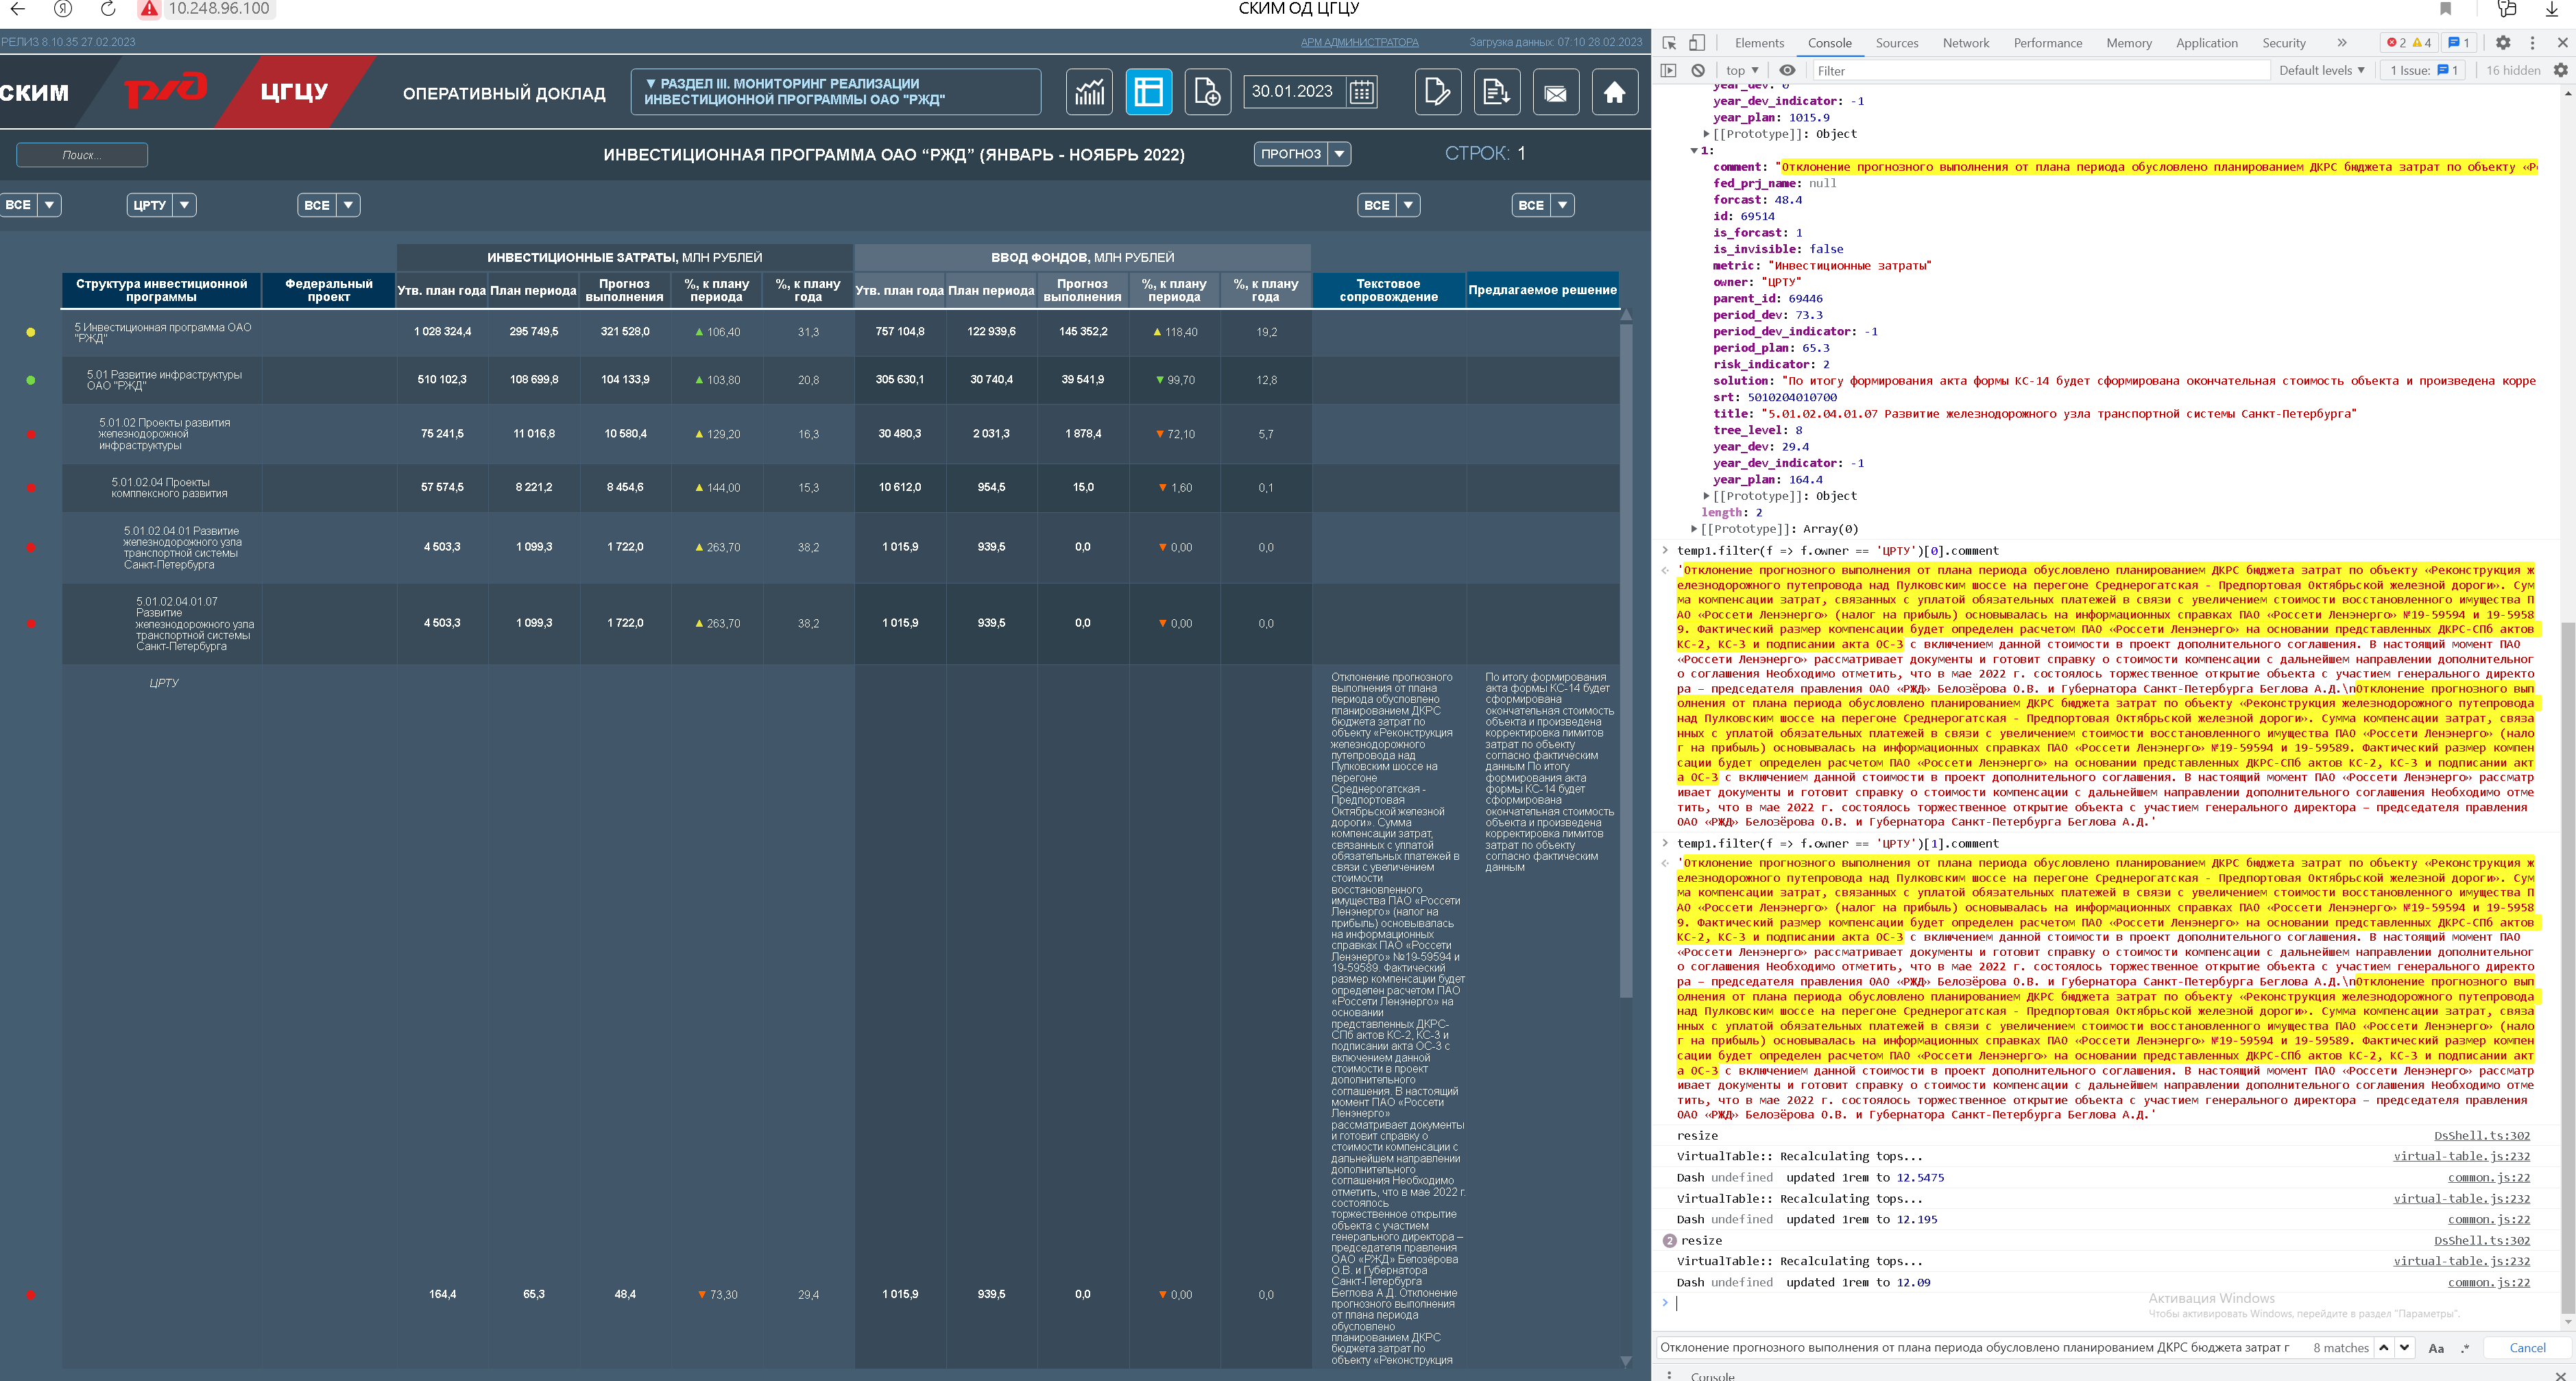 10.248.96.100
СКИМ ОД ЦГЦУ
РЕЛИЗ 8.10.35 27.02.2023
АРМ АДМИНИСТРАТОРА
Загрузка данных: 07:10 28.02.2023
СКИМ
ржд
ЦГЦУ
ОПЕРАТИВНЫЙ ДОКЛАД
▼ РАЗДЕЛ III. МОНИТОРИНГ РЕАЛИЗАЦИИ
ИНВЕСТИЦИОННОЙ ПРОГРАММЫ ОАО "РЖД"
30.01.2023
Поиск...
ИНВЕСТИЦИОННАЯ ПРОГРАММА ОАО “РЖД” (ЯНВАРЬ - НОЯБРЬ 2022)
ПРОГНОЗ
СТРОК: 1
ВСЕ
ЦРТУ
ВСЕ
ВСЕ
ВСЕ
ИНВЕСТИЦИОННЫЕ ЗАТРАТЫ, МЛН РУБЛЕЙ
ВВОД ФОНДОВ, МЛН РУБЛЕЙ
Структура инвестиционной
программы
Федеральный
проект
Утв. план года
План периода
Прогноз
выполнения
%, к плану
периода
%, к плану
года
Утв. план года
План периода
Прогноз
выполнения
%, к плану
периода
%, к плану
года
Текстовое
сопровождение
Предлагаемое решение
5 Инвестиционная программа ОАО
"РЖД"
1 028 324,4 295 749,5 321 528,0 ▲ 106,40 31,3 757 104,8 122 939,6 145 352,2 ▲ 118,40 19,2
5.01 Развитие инфраструктуры
ОАО "РЖД"
510 102,3 108 699,8 104 133,9 ▲ 103,80 20,8 305 630,1 30 740,4 39 541,9 ▼ 99,70 12,8
5.01.02 Проекты развития
железнодорожной
инфраструктуры
75 241,5 11 016,8 10 580,4 ▲ 129,20 16,3 30 480,3 2 031,3 1 878,4 ▼ 72,10 5,7
5.01.02.04 Проекты
комплексного развития
57 574,5 8 221,2 8 454,6 ▲ 144,00 15,3 10 612,0 954,5 15,0 ▼ 1,60 0,1
5.01.02.04.01 Развитие
железнодорожного узла
транспортной системы
Санкт-Петербурга
4 503,3 1 099,3 1 722,0 ▲ 263,70 38,2 1 015,9 939,5 0,0 ▼ 0,00 0,0
5.01.02.04.01.07
Развитие
железнодорожного узла
транспортной системы
Санкт-Петербурга
4 503,3 1 099,3 1 722,0 ▲ 263,70 38,2 1 015,9 939,5 0,0 ▼ 0,00 0,0
ЦРТУ
164,4 65,3 48,4 ▼ 73,30 29,4 1 015,9 939,5 0,0 ▼ 0,00 0,0
Отклонение прогнозного
выполнения от плана
периода обусловлено
планированием ДКРС
бюджета затрат по
объекту «Реконструкция
железнодорожного
путепровода над
Пулковским шоссе на
перегоне
Среднерогатская -
Предпортовая
Октябрьской железной
дороги». Сумма
компенсации затрат,
связанных с уплатой
обязательных платежей в
связи с увеличением
стоимости
восстановленного
имущества ПАО «Россети
Ленэнерго» (налог на
прибыль) основывалась
на информационных
справках ПАО «Россети
Ленэнерго» №19-59594 и
19-59589. Фактический
размер компенсации будет
определен расчетом ПАО
«Россети Ленэнерго» на
основании
представленных ДКРС-
СПб актов КС-2, КС-3 и
подписании акта ОС-3 с
включением данной
стоимости в проект
дополнительного
соглашения. В настоящий
момент ПАО «Россети
Ленэнерго»
рассматривает документы
и готовит справку о
стоимости компенсации с
дальнейшем направлении
дополнительного
соглашения Необходимо
отметить, что в мае 2022 г.
состоялось
торжественное открытие
объекта с участием
генерального директора –
председателя правления
ОАО «РЖД» Белозёрова
О.В. и Губернатора
Санкт-Петербурга
Беглова А.Д. Отклонение
прогнозного выполнения
от плана периода
обусловлено
планированием ДКРС
бюджета затрат по
объекту «Реконструкция
По итогу формирования
акта формы КС-14 будет
сформирована
окончательная стоимость
объекта и произведена
корректировка лимитов
затрат по объекту
согласно фактическим
данным По итогу
формирования акта
формы КС-14 будет
сформирована
окончательная стоимость
объекта и произведена
корректировка лимитов
затрат по объекту
согласно фактическим
данным
Elements Console Sources Network Performance Memory Application Security » 2 4 1
top ▼ Filter Default levels ▼ 1 Issue: 1 16 hidden
year_dev: 0
year_dev_indicator: -1
year_plan: 1015.9
[[Prototype]]: Object
1:
comment: "Отклонение прогнозного выполнения от плана периода обусловлено планированием ДКРС бюджета затрат по объекту «Р
fed_prj_name: null
forcast: 48.4
id: 69514
is_forcast: 1
is_invisible: false
metric: "Инвестиционные затраты"
owner: "ЦРТУ"
parent_id: 69446
period_dev: 73.3
period_dev_indicator: -1
period_plan: 65.3
risk_indicator: 2
solution: "По итогу формирования акта формы КС-14 будет сформирована окончательная стоимость объекта и произведена корре
srt: 5010204010700
title: "5.01.02.04.01.07 Развитие железнодорожного узла транспортной системы Санкт-Петербурга"
tree_level: 8
year_dev: 29.4
year_dev_indicator: -1
year_plan: 164.4
[[Prototype]]: Object
length: 2
[[Prototype]]: Array(0)
temp1.filter(f => f.owner == 'ЦРТУ')[0].comment
'Отклонение прогнозного выполнения от плана периода обусловлено планированием ДКРС бюджета затрат по объекту «Реконструкция ж
елезнодорожного путепровода над Пулковским шоссе на перегоне Среднерогатская - Предпортовая Октябрьской железной дороги». Сум
ма компенсации затрат, связанных с уплатой обязательных платежей в связи с увеличением стоимости восстановленного имущества П
АО «Россети Ленэнерго» (налог на прибыль) основывалась на информационных справках ПАО «Россети Ленэнерго» №19-59594 и 19-5958
9. Фактический размер компенсации будет определен расчетом ПАО «Россети Ленэнерго» на основании представленных ДКРС-СПб актов
КС-2, КС-3 и подписании акта ОС-3 с включением данной стоимости в проект дополнительного соглашения. В настоящий момент ПАО
«Россети Ленэнерго» рассматривает документы и готовит справку о стоимости компенсации с дальнейшем направлении дополнительног
о соглашения Необходимо отметить, что в мае 2022 г. состоялось торжественное открытие объекта с участием генерального директо
ра – председателя правления ОАО «РЖД» Белозёрова О.В. и Губернатора Санкт-Петербурга Беглова А.Д.\nОтклонение прогнозного вып
олнения от плана периода обусловлено планированием ДКРС бюджета затрат по объекту «Реконструкция железнодорожного путепровода
над Пулковским шоссе на перегоне Среднерогатская - Предпортовая Октябрьской железной дороги». Сумма компенсации затрат, связа
нных с уплатой обязательных платежей в связи с увеличением стоимости восстановленного имущества ПАО «Россети Ленэнерго» (нало
г на прибыль) основывалась на информационных справках ПАО «Россети Ленэнерго» №19-59594 и 19-59589. Фактический размер компен
сации будет определен расчетом ПАО «Россети Ленэнерго» на основании представленных ДКРС-СПб актов КС-2, КС-3 и подписании акт
а ОС-3 с включением данной стоимости в проект дополнительного соглашения. В настоящий момент ПАО «Россети Ленэнерго» рассматр
ивает документы и готовит справку о стоимости компенсации с дальнейшем направлении дополнительного соглашения Необходимо отме
тить, что в мае 2022 г. состоялось торжественное открытие объекта с участием генерального директора – председателя правления
ОАО «РЖД» Белозёрова О.В. и Губернатора Санкт-Петербурга Беглова А.Д.'
temp1.filter(f => f.owner == 'ЦРТУ')[1].comment
'Отклонение прогнозного выполнения от плана периода обусловлено планированием ДКРС бюджета затрат по объекту «Реконструкция ж
елезнодорожного путепровода над Пулковским шоссе на перегоне Среднерогатская - Предпортовая Октябрьской железной дороги». Сум
ма компенсации затрат, связанных с уплатой обязательных платежей в связи с увеличением стоимости восстановленного имущества П
АО «Россети Ленэнерго» (налог на прибыль) основывалась на информационных справках ПАО «Россети Ленэнерго» №19-59594 и 19-5958
9. Фактический размер компенсации будет определен расчетом ПАО «Россети Ленэнерго» на основании представленных ДКРС-СПб актов
КС-2, КС-3 и подписании акта ОС-3 с включением данной стоимости в проект дополнительного соглашения. В настоящий момент ПАО
«Россети Ленэнерго» рассматривает документы и готовит справку о стоимости компенсации с дальнейшем направлении дополнительног
о соглашения Необходимо отметить, что в мае 2022 г. состоялось торжественное открытие объекта с участием генерального директо
ра – председателя правления ОАО «РЖД» Белозёрова О.В. и Губернатора Санкт-Петербурга Беглова А.Д.\nОтклонение прогнозного вып
олнения от плана периода обусловлено планированием ДКРС бюджета затрат по объекту «Реконструкция железнодорожного путепровода
над Пулковским шоссе на перегоне Среднерогатская - Предпортовая Октябрьской железной дороги». Сумма компенсации затрат, связа
нных с уплатой обязательных платежей в связи с увеличением стоимости восстановленного имущества ПАО «Россети Ленэнерго» (нало
г на прибыль) основывалась на информационных справках ПАО «Россети Ленэнерго» №19-59594 и 19-59589. Фактический размер компен
сации будет определен расчетом ПАО «Россети Ленэнерго» на основании представленных ДКРС-СПб актов КС-2, КС-3 и подписании акт
а ОС-3 с включением данной стоимости в проект дополнительного соглашения. В настоящий момент ПАО «Россети Ленэнерго» рассматр
ивает документы и готовит справку о стоимости компенсации с дальнейшем направлении дополнительного соглашения Необходимо отме
тить, что в мае 2022 г. состоялось торжественное открытие объекта с участием генерального директора – председателя правления
ОАО «РЖД» Белозёрова О.В. и Губернатора Санкт-Петербурга Беглова А.Д.'
resize DsShell.ts:302
VirtualTable:: Recalculating tops... virtual-table.js:232
Dash undefined updated 1rem to 12.5475 common.js:22
VirtualTable:: Recalculating tops... virtual-table.js:232
Dash undefined updated 1rem to 12.195 common.js:22
2 resize DsShell.ts:302
VirtualTable:: Recalculating tops... virtual-table.js:232
Dash undefined updated 1rem to 12.09 common.js:22
Активация Windows
Чтобы активировать Windows, перейдите в раздел "Параметры".
Отклонение прогнозного выполнения от плана периода обусловлено планированием ДКРС бюджета затрат г 8 matches Aa .* Cancel
Console